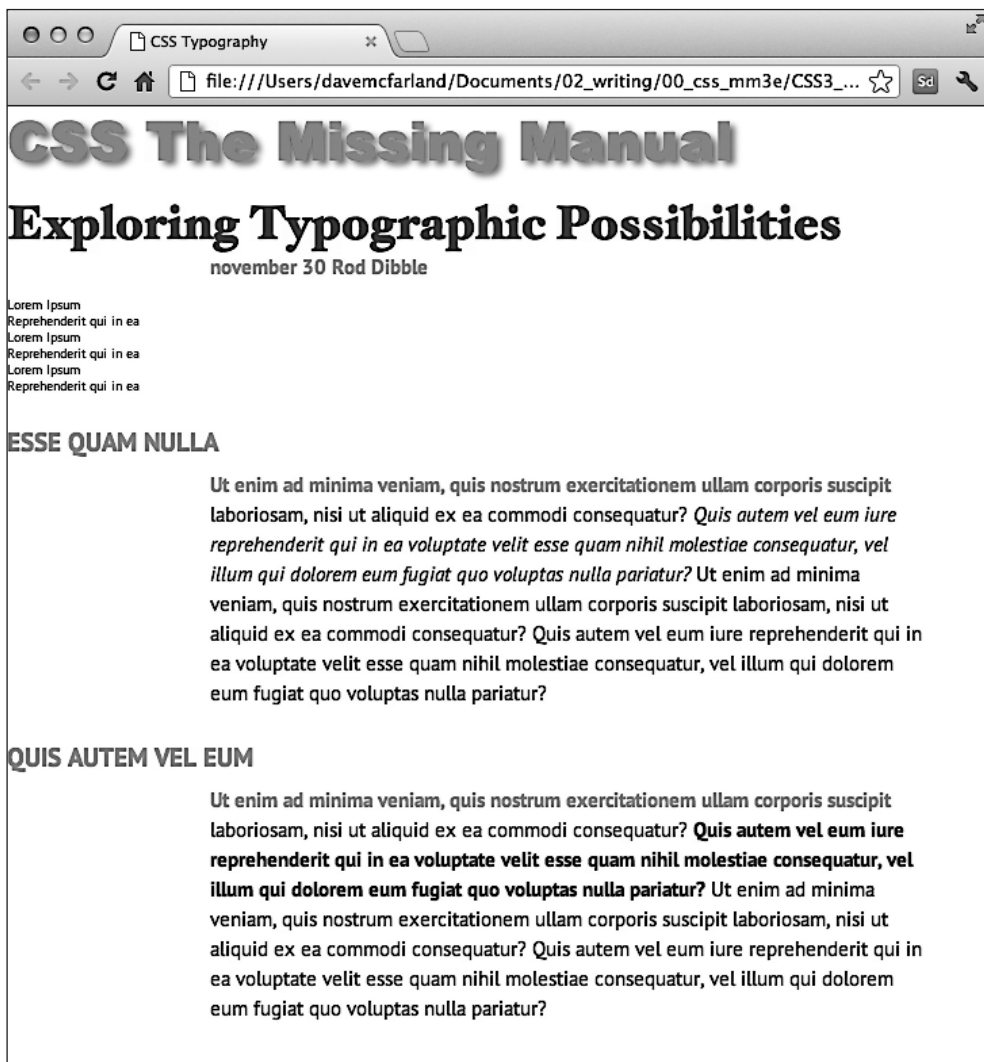 CSS Typography
file:///Users/davemcfarland/Documents/02_writing/00_css_mm3e/CSS3_...
Sd
CSS The Missing Manual
Exploring Typographic Possibilities
november 30 Rod Dibble
Lorem Ipsum
Reprehenderit qui in ea
Lorem Ipsum
Reprehenderit qui in ea
Lorem Ipsum
Reprehenderit qui in ea
ESSE QUAM NULLA
Ut enim ad minima veniam, quis nostrum exercitationem ullam corporis suscipit
laboriosam, nisi ut aliquid ex ea commodi consequatur? Quis autem vel eum iure
reprehenderit qui in ea voluptate velit esse quam nihil molestiae consequatur, vel
illum qui dolorem eum fugiat quo voluptas nulla pariatur? Ut enim ad minima
veniam, quis nostrum exercitationem ullam corporis suscipit laboriosam, nisi ut
aliquid ex ea commodi consequatur? Quis autem vel eum iure reprehenderit qui in
ea voluptate velit esse quam nihil molestiae consequatur, vel illum qui dolorem
eum fugiat quo voluptas nulla pariatur?
QUIS AUTEM VEL EUM
Ut enim ad minima veniam, quis nostrum exercitationem ullam corporis suscipit
laboriosam, nisi ut aliquid ex ea commodi consequatur? Quis autem vel eum iure
reprehenderit qui in ea voluptate velit esse quam nihil molestiae consequatur, vel
illum qui dolorem eum fugiat quo voluptas nulla pariatur? Ut enim ad minima
veniam, quis nostrum exercitationem ullam corporis suscipit laboriosam, nisi ut
aliquid ex ea commodi consequatur? Quis autem vel eum iure reprehenderit qui in
ea voluptate velit esse quam nihil molestiae consequatur, vel illum qui dolorem
eum fugiat quo voluptas nulla pariatur?